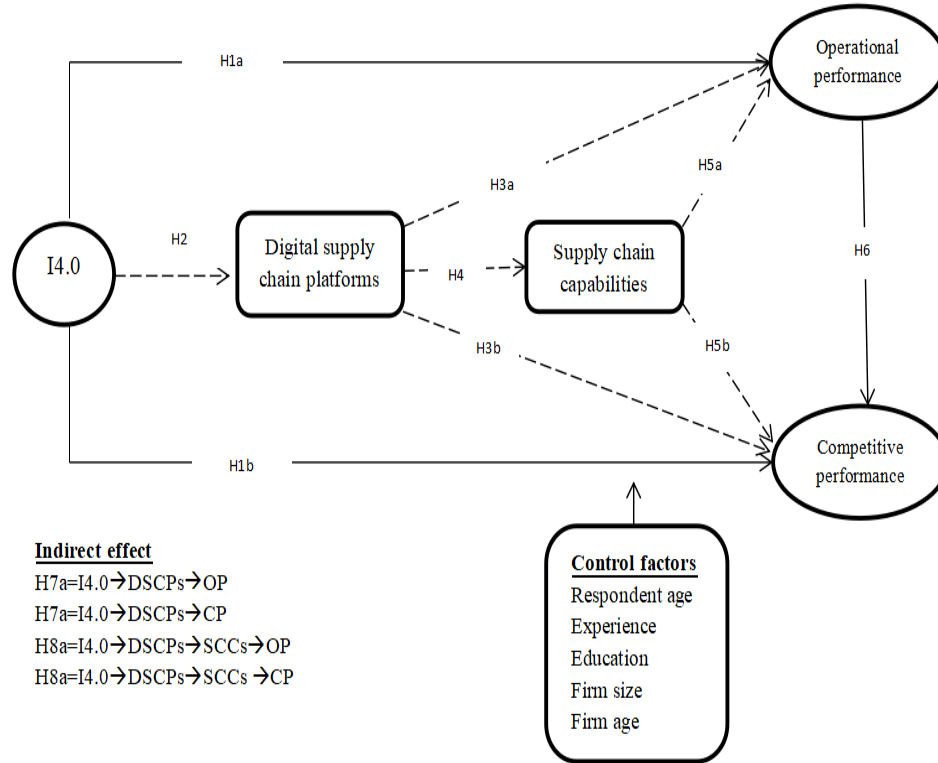 Operational
performance
H1a
H5a
H3a
H2
Digital supply
chain platforms
Supply chain
capabilities
I4.0
H4
H6
H3b
H5b
Competitive
performance
H1b
Indirect effect
H7a=I4.0→DSCPs→OP
H7a=I4.0→DSCPs→CP
H8a=I4.0→DSCPs→SCCs→OP
H8a=I4.0→DSCPs→SCCs →CP
Control factors
Respondent age
Experience
Education
Firm size
Firm age